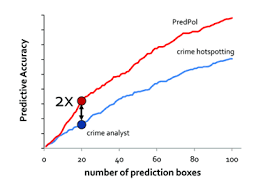 PredPol
crime hotspotting
2X
crime analyst
Predictive Accuracy
0 20 40 60 80 100
number of prediction boxes